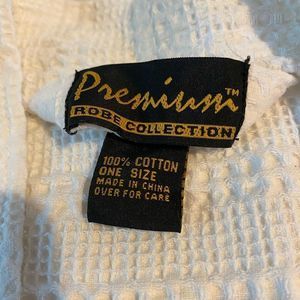 Premium™
ROBE COLLECTION
100% COTTON
ONE SIZE
MADE IN CHINA
OVER FOR CARE